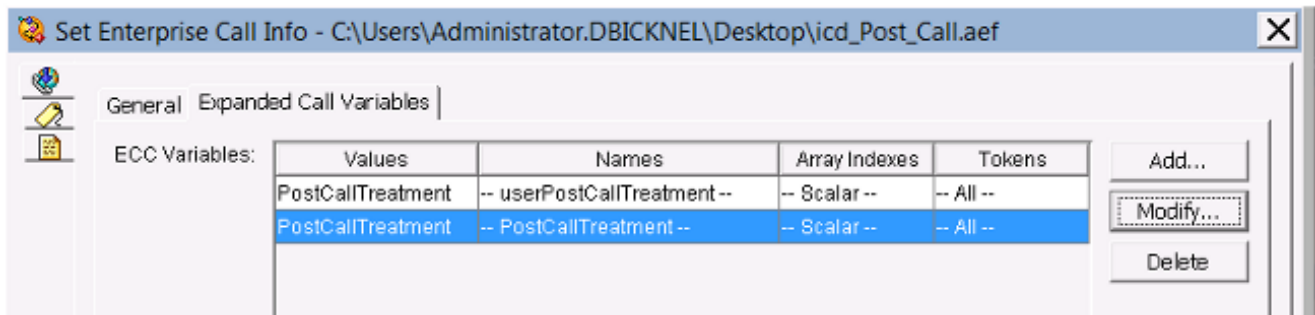 Set Enterprise Call Info - C:\Users\Administrator.DBICKNEL\Desktop\icd_Post_Call.aef
General Expanded Call Variables
ECC Variables: Values Names Array Indexes Tokens Add...
PostCallTreatment -- userPostCallTreatment -- -- Scalar -- -- All --
Modify...
PostCallTreatment -- PostCallTreatment -- -- Scalar -- -- All --
Delete